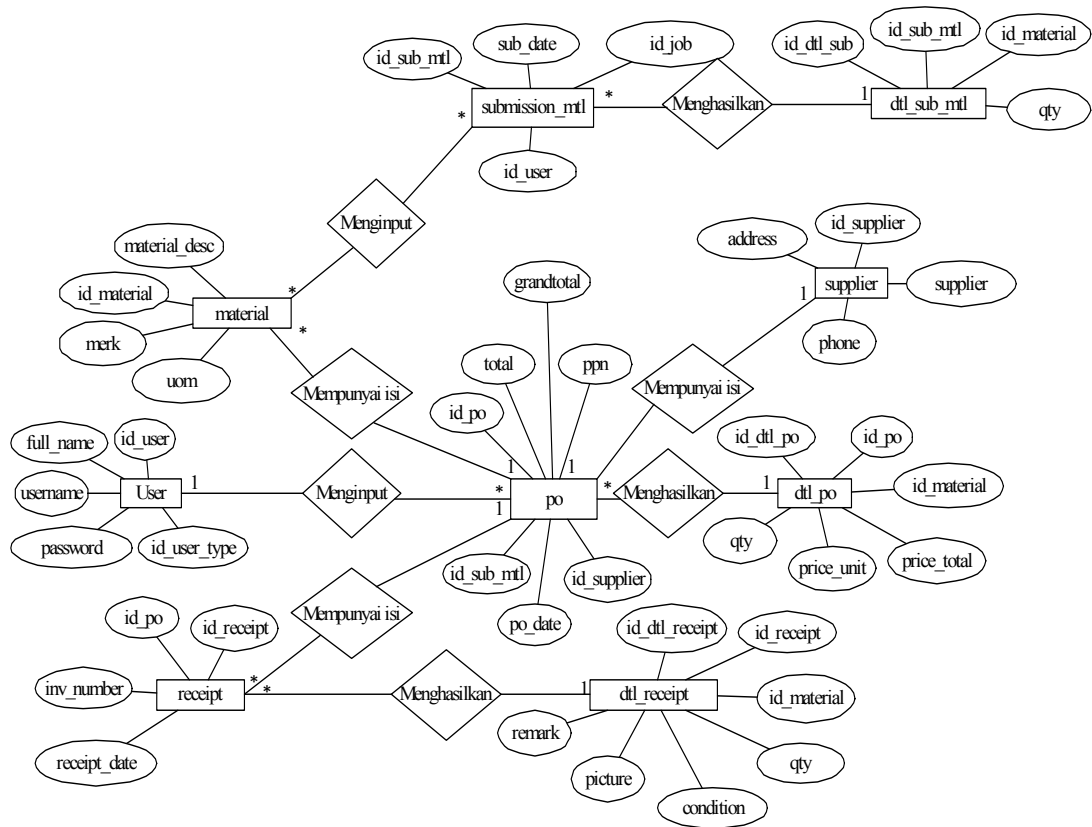 sub_date
id_job
id_sub_mtl
id_sub_mtl
id_dtl_sub
id_material
submission_mtl
*
*
Menghasilkan
1
dtl_sub_mtl
qty
id_user
Menginput
material_desc
id_material
material
*
*
merk
uom
grandtotal
address
id_supplier
supplier
supplier
1
phone
total
ppn
Mempunyai isi
Mempunyai isi
id_po
1
1
full_name
id_user
username
User
1
password
id_user_type
Menginput
*
1
po
*
Menghasilkan
1
dtl_po
id_dtl_po
id_po
id_material
qty
price_unit
price_total
id_sub_mtl
id_supplier
po_date
Mempunyai isi
id_po
id_receipt
inv_number
receipt
*
*
receipt_date
Menghasilkan
1
dtl_receipt
id_dtl_receipt
id_receipt
id_material
remark
qty
picture
condition